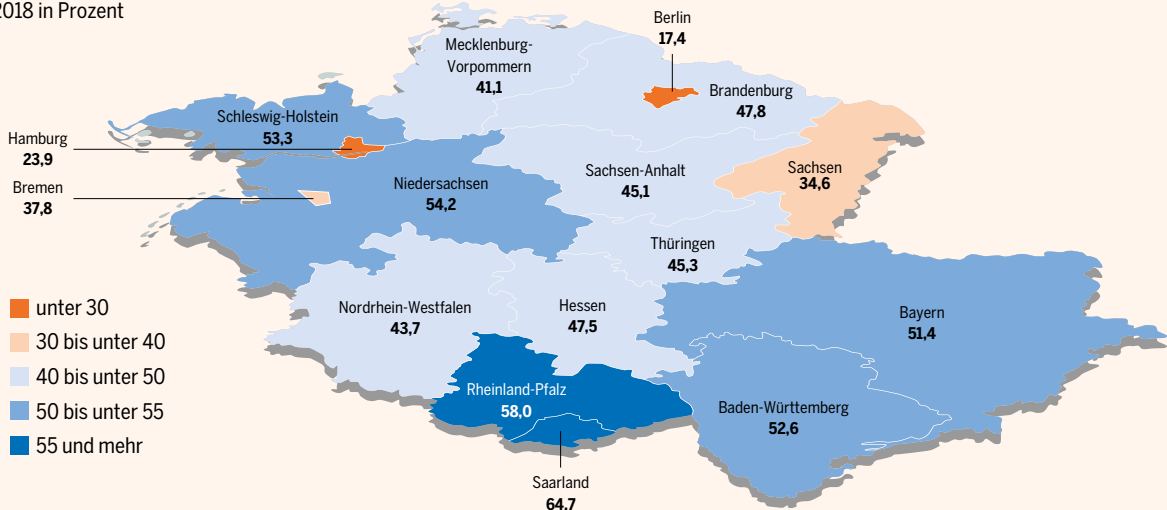 2018 in Prozent
Berlin
17,4
Mecklenburg-
Vorpommern
41,1
Brandenburg
47,8
Schleswig-Holstein
53,3
Hamburg
23,9
Bremen
37,8
Niedersachsen
54,2
Sachsen-Anhalt
45,1
Sachsen
34,6
Thüringen
45,3
Nordrhein-Westfalen
43,7
Hessen
47,5
Bayern
51,4
Rheinland-Pfalz
58,0
Baden-Württemberg
52,6
Saarland
64,7
unter 30
30 bis unter 40
40 bis unter 50
50 bis unter 55
55 und mehr